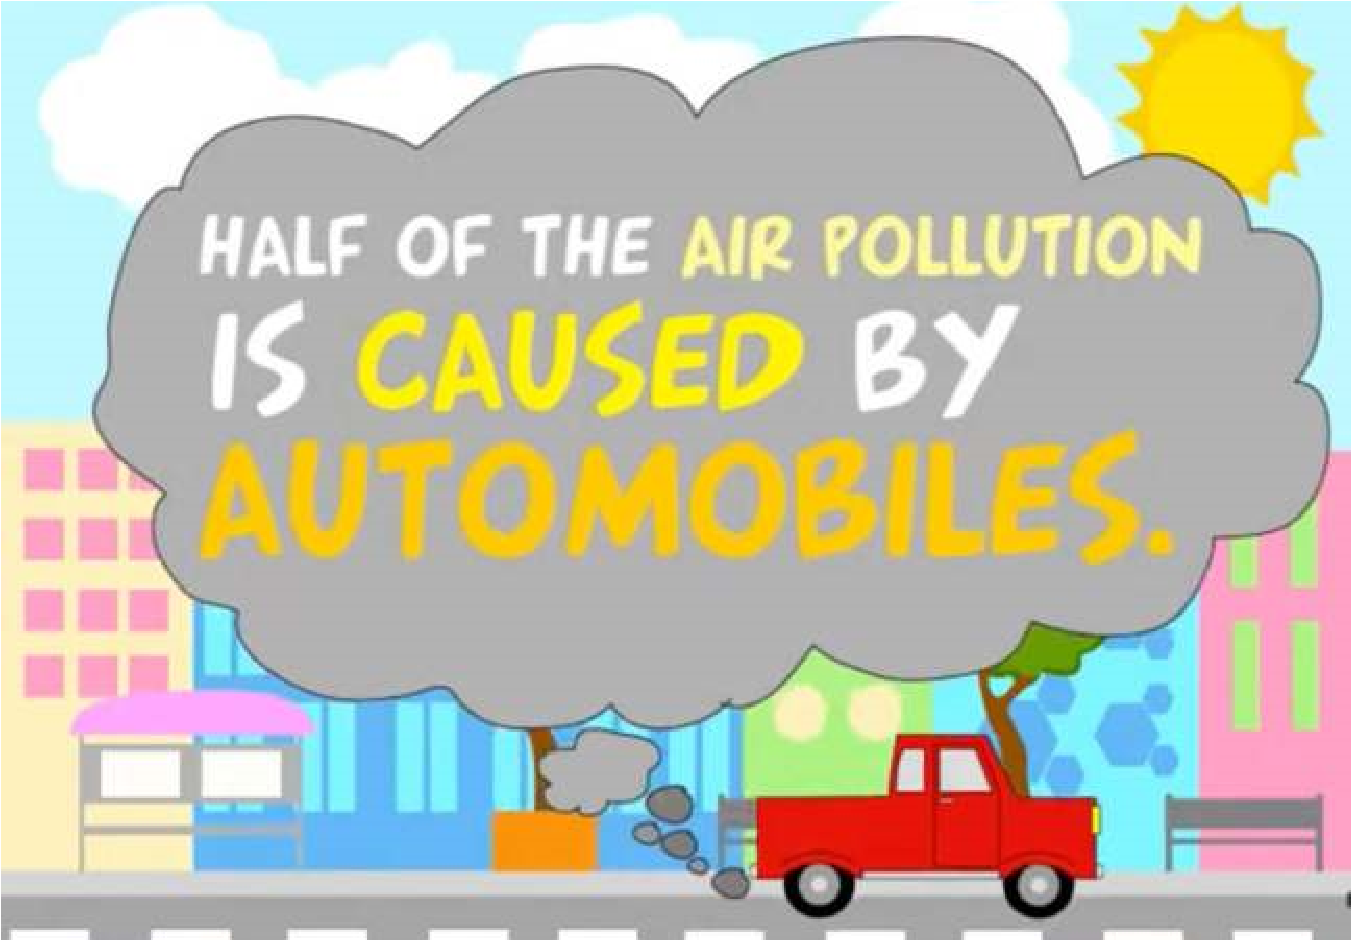 HALF OF THE AIR POLLUTION
IS CAUSED BY
AUTOMOBILES.